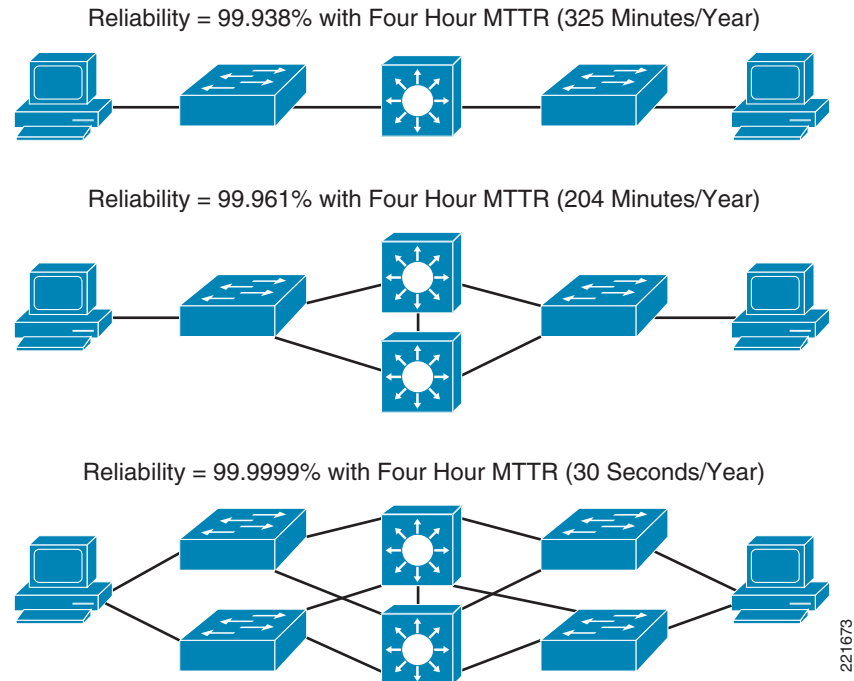 Reliability = 99.938% with Four Hour MTTR (325 Minutes/Year)
Reliability = 99.961% with Four Hour MTTR (204 Minutes/Year)
Reliability = 99.9999% with Four Hour MTTR (30 Seconds/Year)
221673